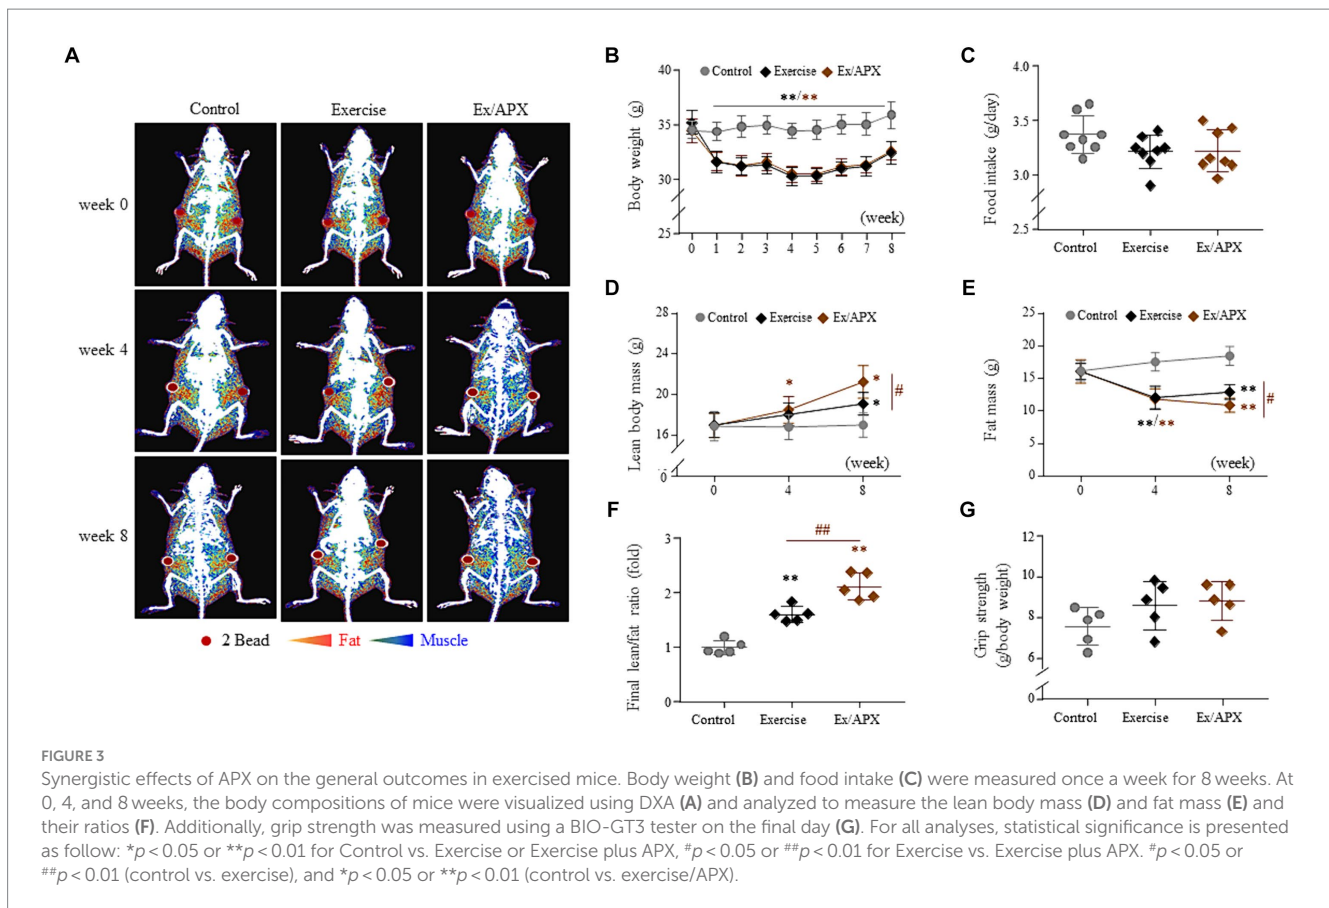 A
Control Exercise Ex/APX
week 0
week 4
week 8
2 Bead Fat Muscle
B
Control Exercise Ex/APX
**/**
Body weight (g)
40
35
30
25
(week)
0 1 2 3 4 5 6 7 8
C
Food intake (g/day)
4.0
3.5
3.0
2.5
Control Exercise Ex/APX
D
Control Exercise Ex/APX
Lean body mass (g)
28
24
20
16
0
* * * #
(week)
0 4 8
E
Control Exercise Ex/APX
Fat mass (g)
25
20
15
10
5
0
**/** ** ** #
(week)
0 4 8
F
Final lean/fat ratio (fold)
3
2
1
0
##
** **
Control Exercise Ex/APX
G
Grip strength
(g/body weight)
12
10
8
6
0
Control Exercise Ex/APX
FIGURE 3
Synergistic effects of APX on the general outcomes in exercised mice. Body weight (B) and food intake (C) were measured once a week for 8 weeks. At
0, 4, and 8 weeks, the body compositions of mice were visualized using DXA (A) and analyzed to measure the lean body mass (D) and fat mass (E) and
their ratios (F). Additionally, grip strength was measured using a BIO-GT3 tester on the final day (G). For all analyses, statistical significance is presented
as follow: *p < 0.05 or **p < 0.01 for Control vs. Exercise or Exercise plus APX, #p < 0.05 or ##p < 0.01 for Exercise vs. Exercise plus APX. #p < 0.05 or
##p < 0.01 (control vs. exercise), and *p < 0.05 or **p < 0.01 (control vs. exercise/APX).